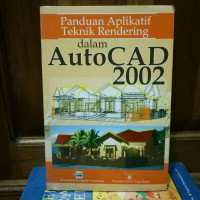 Panduan Aplikatif
Teknik Rendering
dalam
AutoCAD
2002